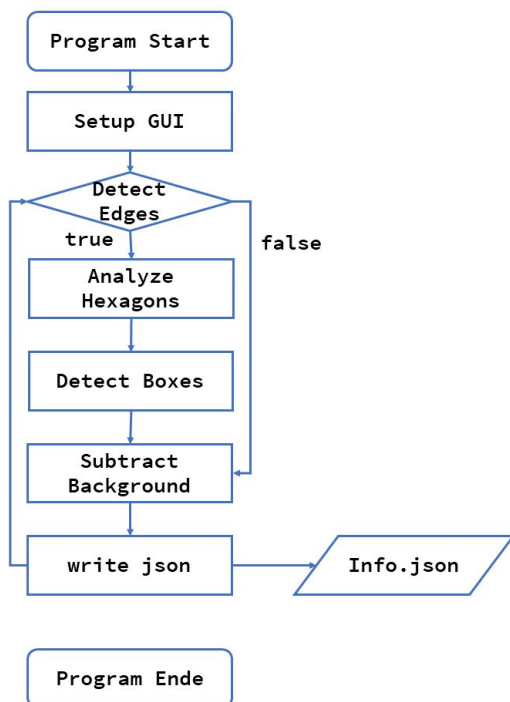 Program Start
Setup GUI
Detect
Edges
true
false
Analyze
Hexagons
Detect Boxes
Subtract
Background
write json
Info.json
Program Ende